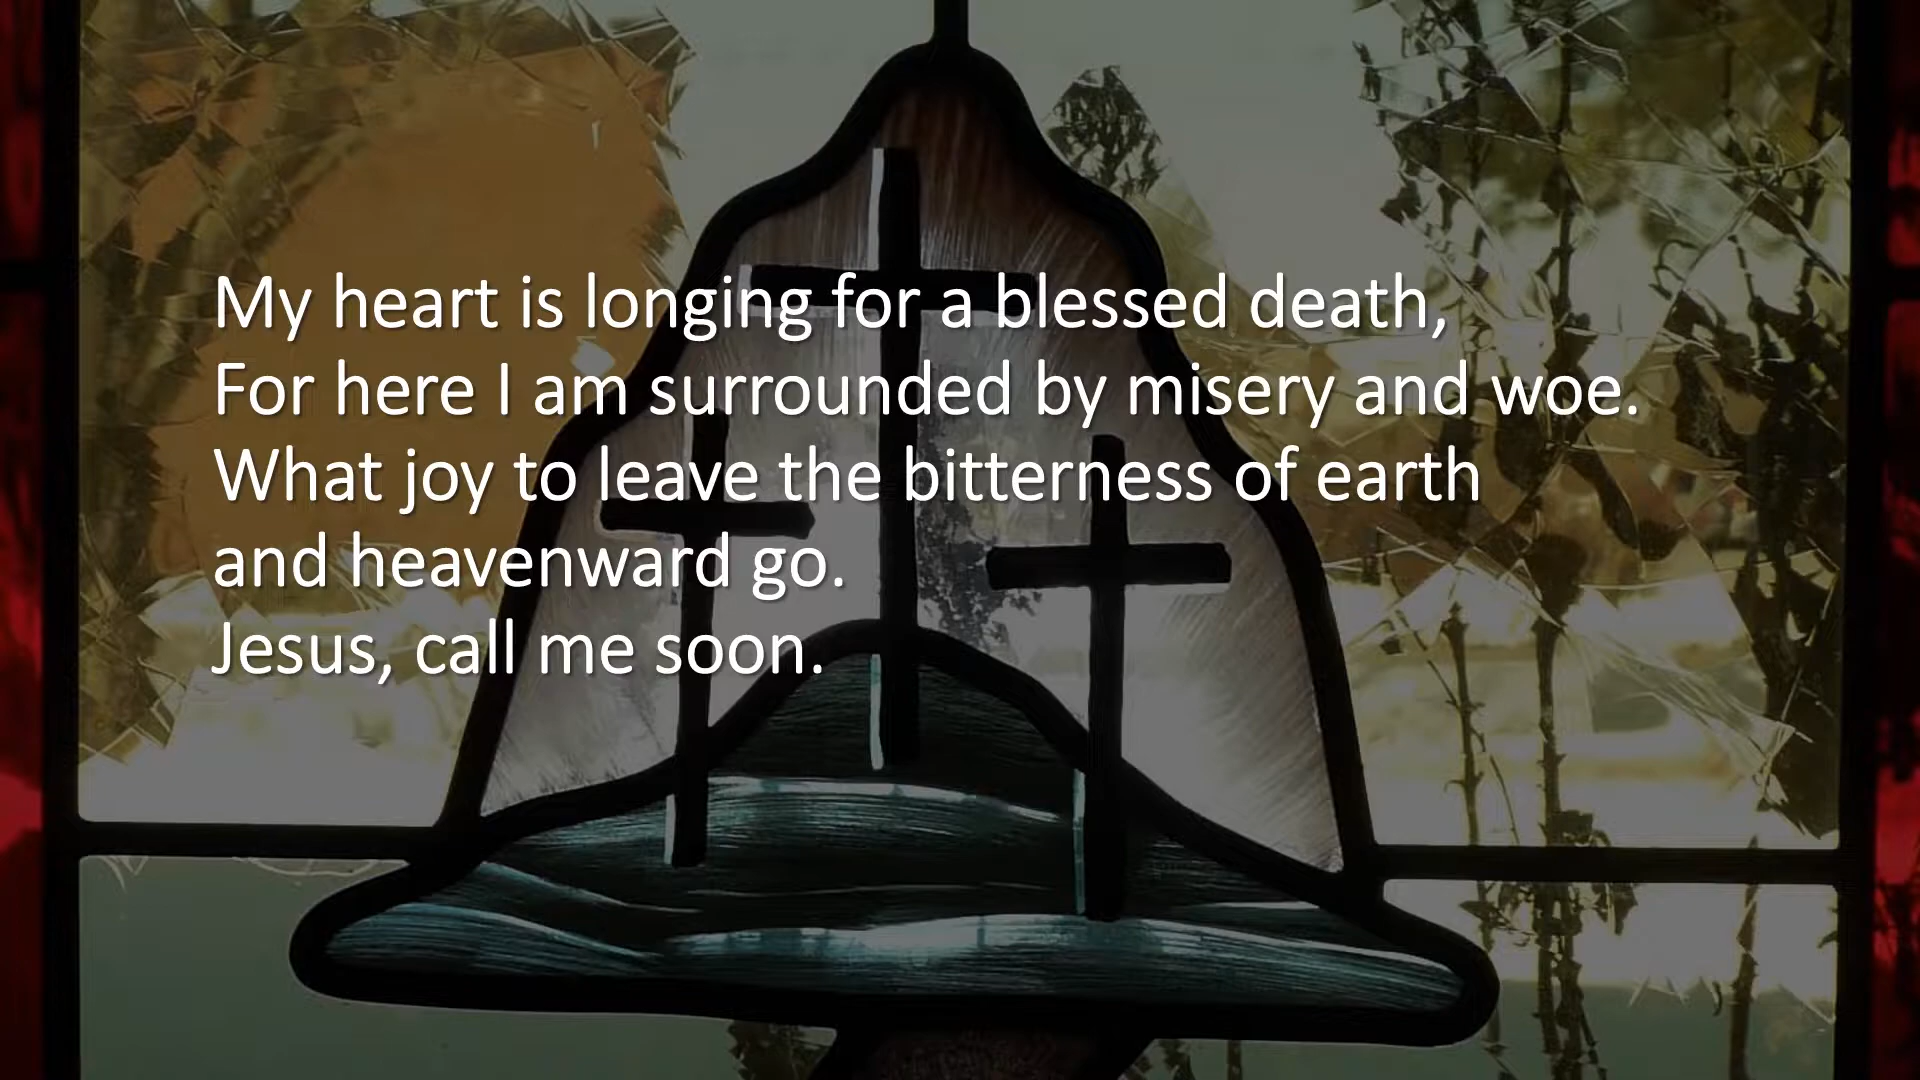 My heart is longing for a blessed death,
For here I am surrounded by misery and woe.
What joy to leave the bitterness of earth
and heavenward go.
Jesus, call me soon.